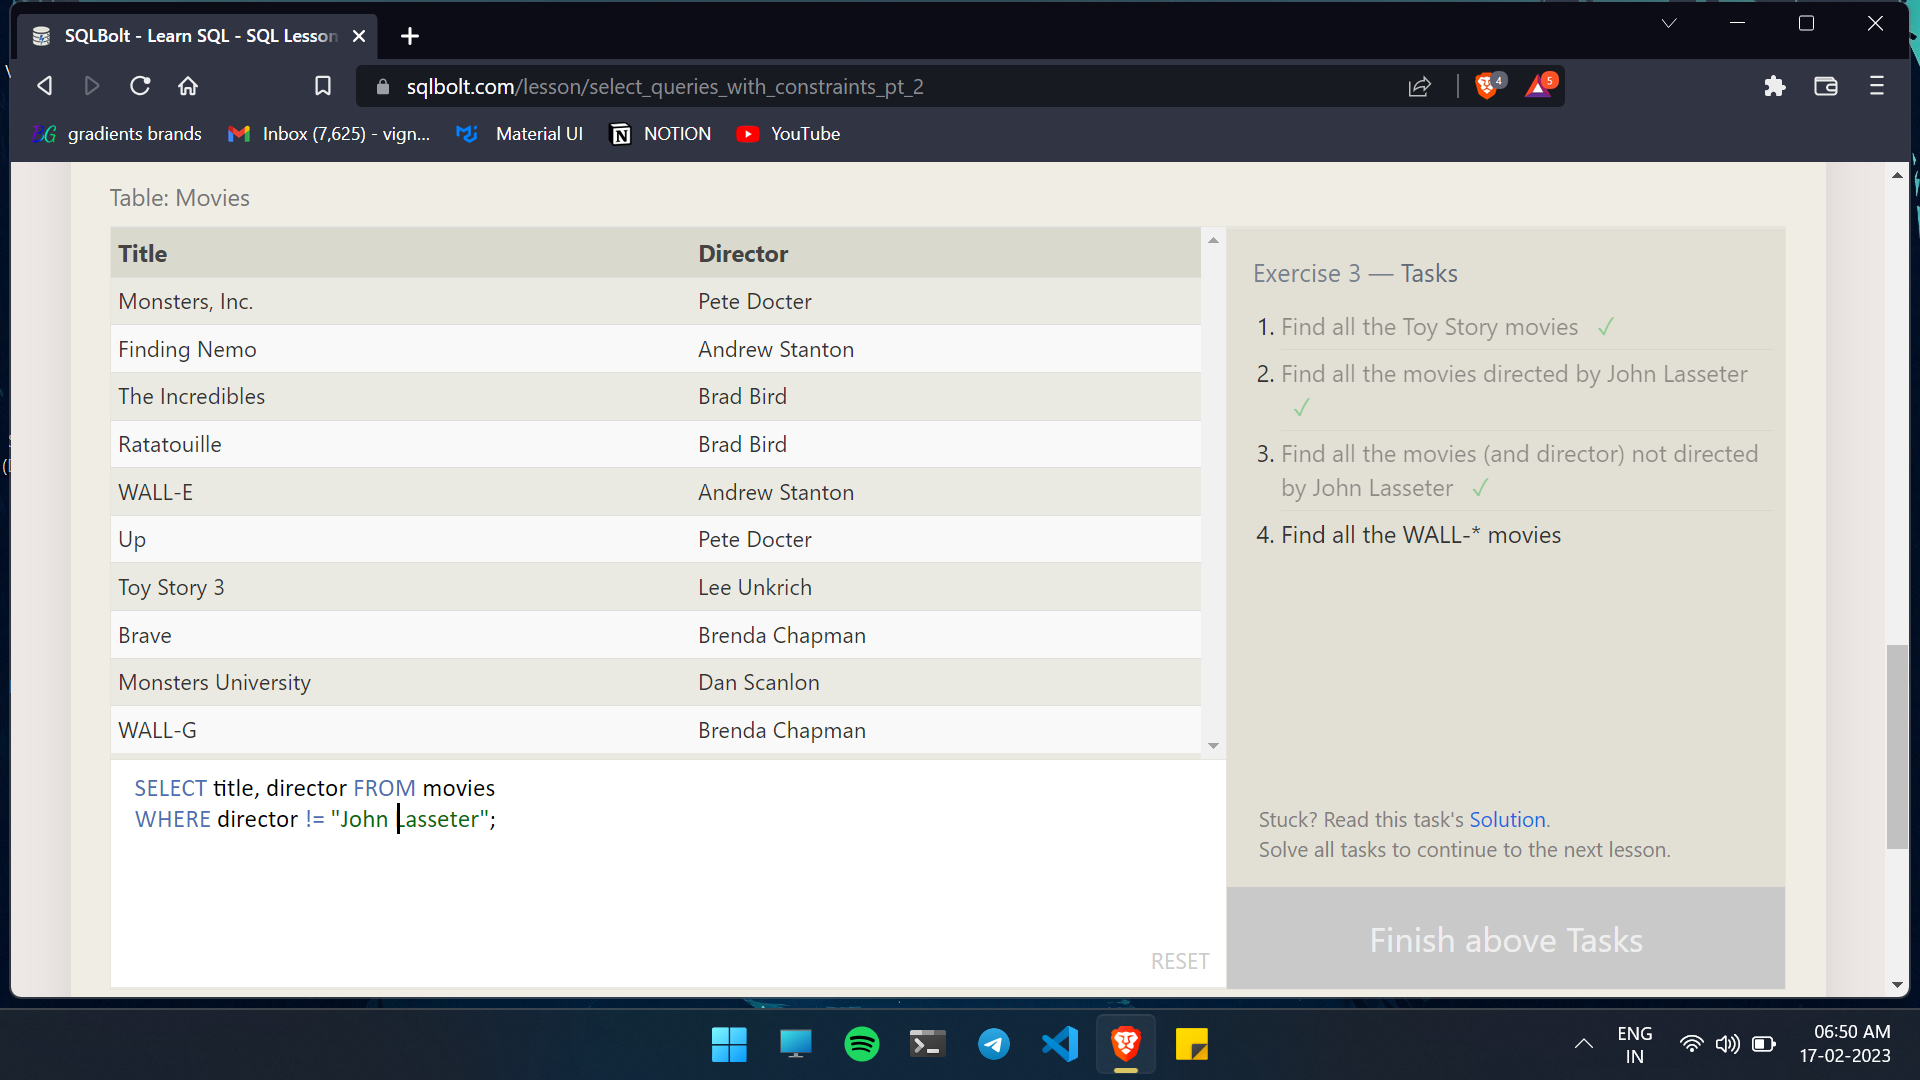 SQLBolt - Learn SQL - SQL Lesson
sqlbolt.com/lesson/select_queries_with_constraints_pt_2
4
5
gradients brands
Inbox (7,625) - vign...
Material UI
NOTION
YouTube
Table: Movies
Title Director
Monsters, Inc. Pete Docter
Finding Nemo Andrew Stanton
The Incredibles Brad Bird
Ratatouille Brad Bird
WALL-E Andrew Stanton
Up Pete Docter
Toy Story 3 Lee Unkrich
Brave Brenda Chapman
Monsters University Dan Scanlon
WALL-G Brenda Chapman
SELECT title, director FROM movies
WHERE director != "John Lasseter";
RESET
Exercise 3 — Tasks
1. Find all the Toy Story movies ✓
2. Find all the movies directed by John Lasseter
✓
3. Find all the movies (and director) not directed
by John Lasseter ✓
4. Find all the WALL-* movies
Stuck? Read this task's Solution.
Solve all tasks to continue to the next lesson.
Finish above Tasks
ENG
IN
06:50 AM
17-02-2023